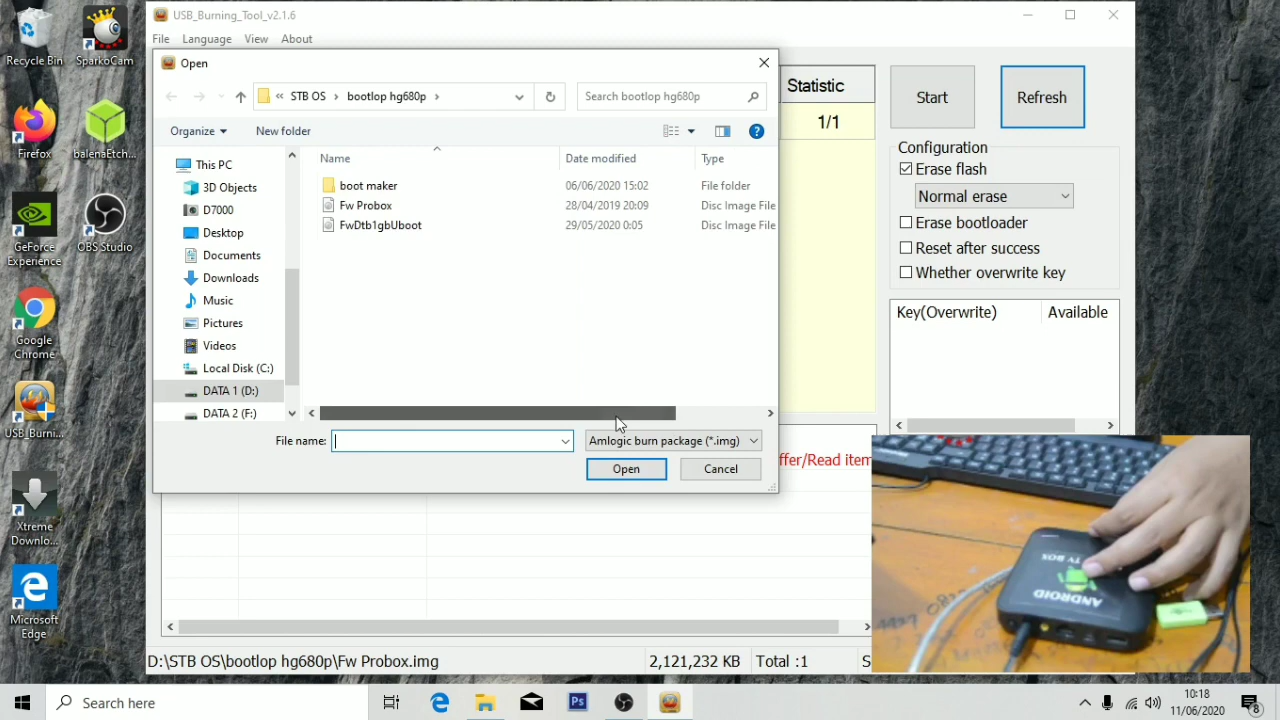 Recycle Bin
SparkoCam
Firefox
balenaEtch...
GeForce
Experience
OBS Studio
Google
Chrome
USB_Burni...
Xtreme
Downlo...
Microsoft
Edge
USB_Burning_Tool_v2.1.6
File Language View About
Open
« STB OS › bootlop hg680p ›
Search bootlop hg680p
Organize
New folder
This PC
3D Objects
D7000
Desktop
Documents
Downloads
Music
Pictures
Videos
Local Disk (C:)
DATA 1 (D:)
DATA 2 (F:)
Name Date modified Type
boot maker 06/06/2020 15:02 File folder
Fw Probox 28/04/2019 20:09 Disc Image File
FwDtb1gbUboot 29/05/2020 0:05 Disc Image File
File name:
Amlogic burn package (*.img)
Open Cancel
Statistic
1/1
Start
Refresh
Configuration
Erase flash
Normal erase
Erase bootloader
Reset after success
Whether overwrite key
Key(Overwrite) Available
ffer/Read item
D:\STB OS\bootlop hg680p\Fw Probox.img 2,121,232 KB Total :1 S
TV BOX
ANDROID
Search here
Ps
10:18
11/06/2020
8